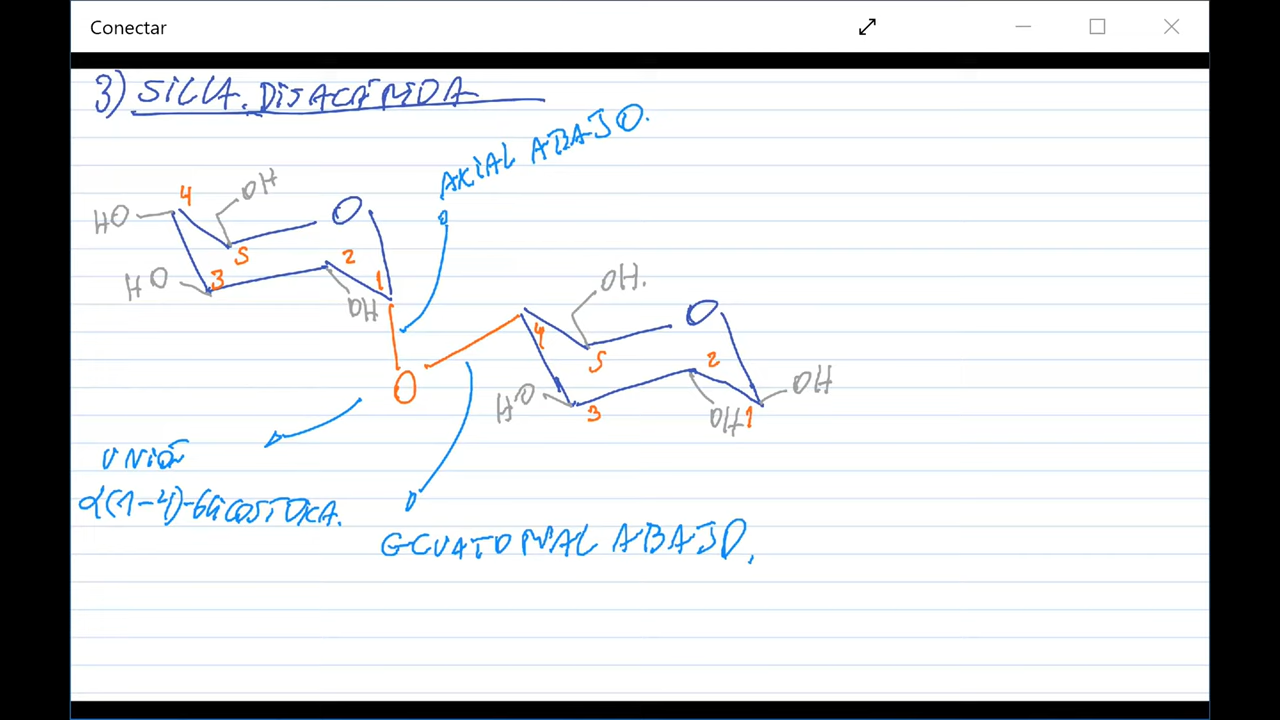 Conectar
3) SILLA. DISACÁRIDA
AXIAL ABAJO.
4
OH
HO
O
5
2
HO
3
1
OH
OH.
O
4
5
2
O
HO
OH
3
OH
1
UNIÓN
α(1-4)-GLICOSÍDICA.
ECUATORIAL ABAJO.